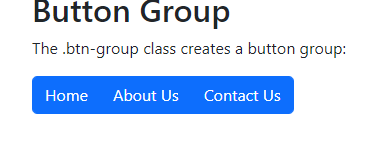 Button Group
The .btn-group class creates a button group:
Home About Us Contact Us